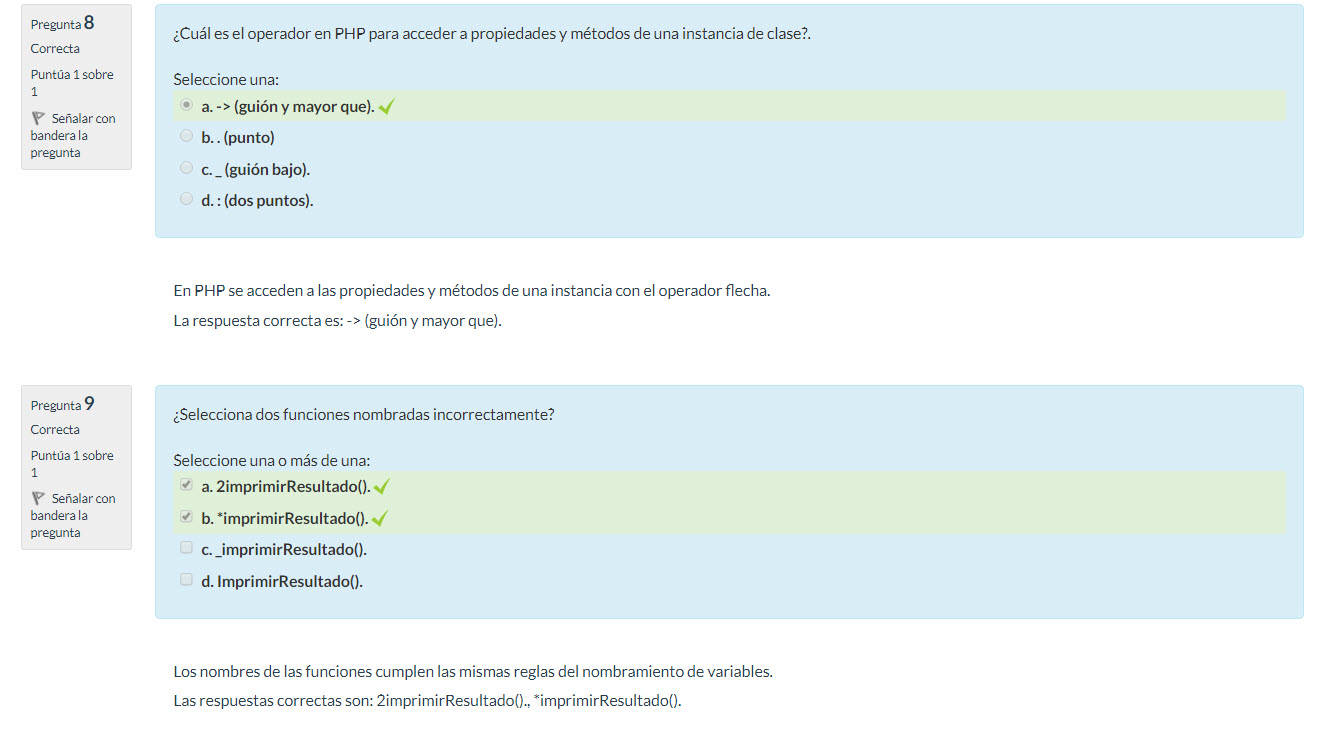 Pregunta 8
Correcta
Puntúa 1 sobre
1
Señalar con
bandera la
pregunta
¿Cuál es el operador en PHP para acceder a propiedades y métodos de una instancia de clase?.
Seleccione una:
a. -> (guión y mayor que).
b. . (punto)
c. _ (guión bajo).
d. : (dos puntos).
En PHP se acceden a las propiedades y métodos de una instancia con el operador flecha.
La respuesta correcta es: -> (guión y mayor que).
Pregunta 9
Correcta
Puntúa 1 sobre
1
Señalar con
bandera la
pregunta
¿Selecciona dos funciones nombradas incorrectamente?
Seleccione una o más de una:
a. 2imprimirResultado().
b. *imprimirResultado().
c. _imprimirResultado().
d. ImprimirResultado().
Los nombres de las funciones cumplen las mismas reglas del nombramiento de variables.
Las respuestas correctas son: 2imprimirResultado()., *imprimirResultado().